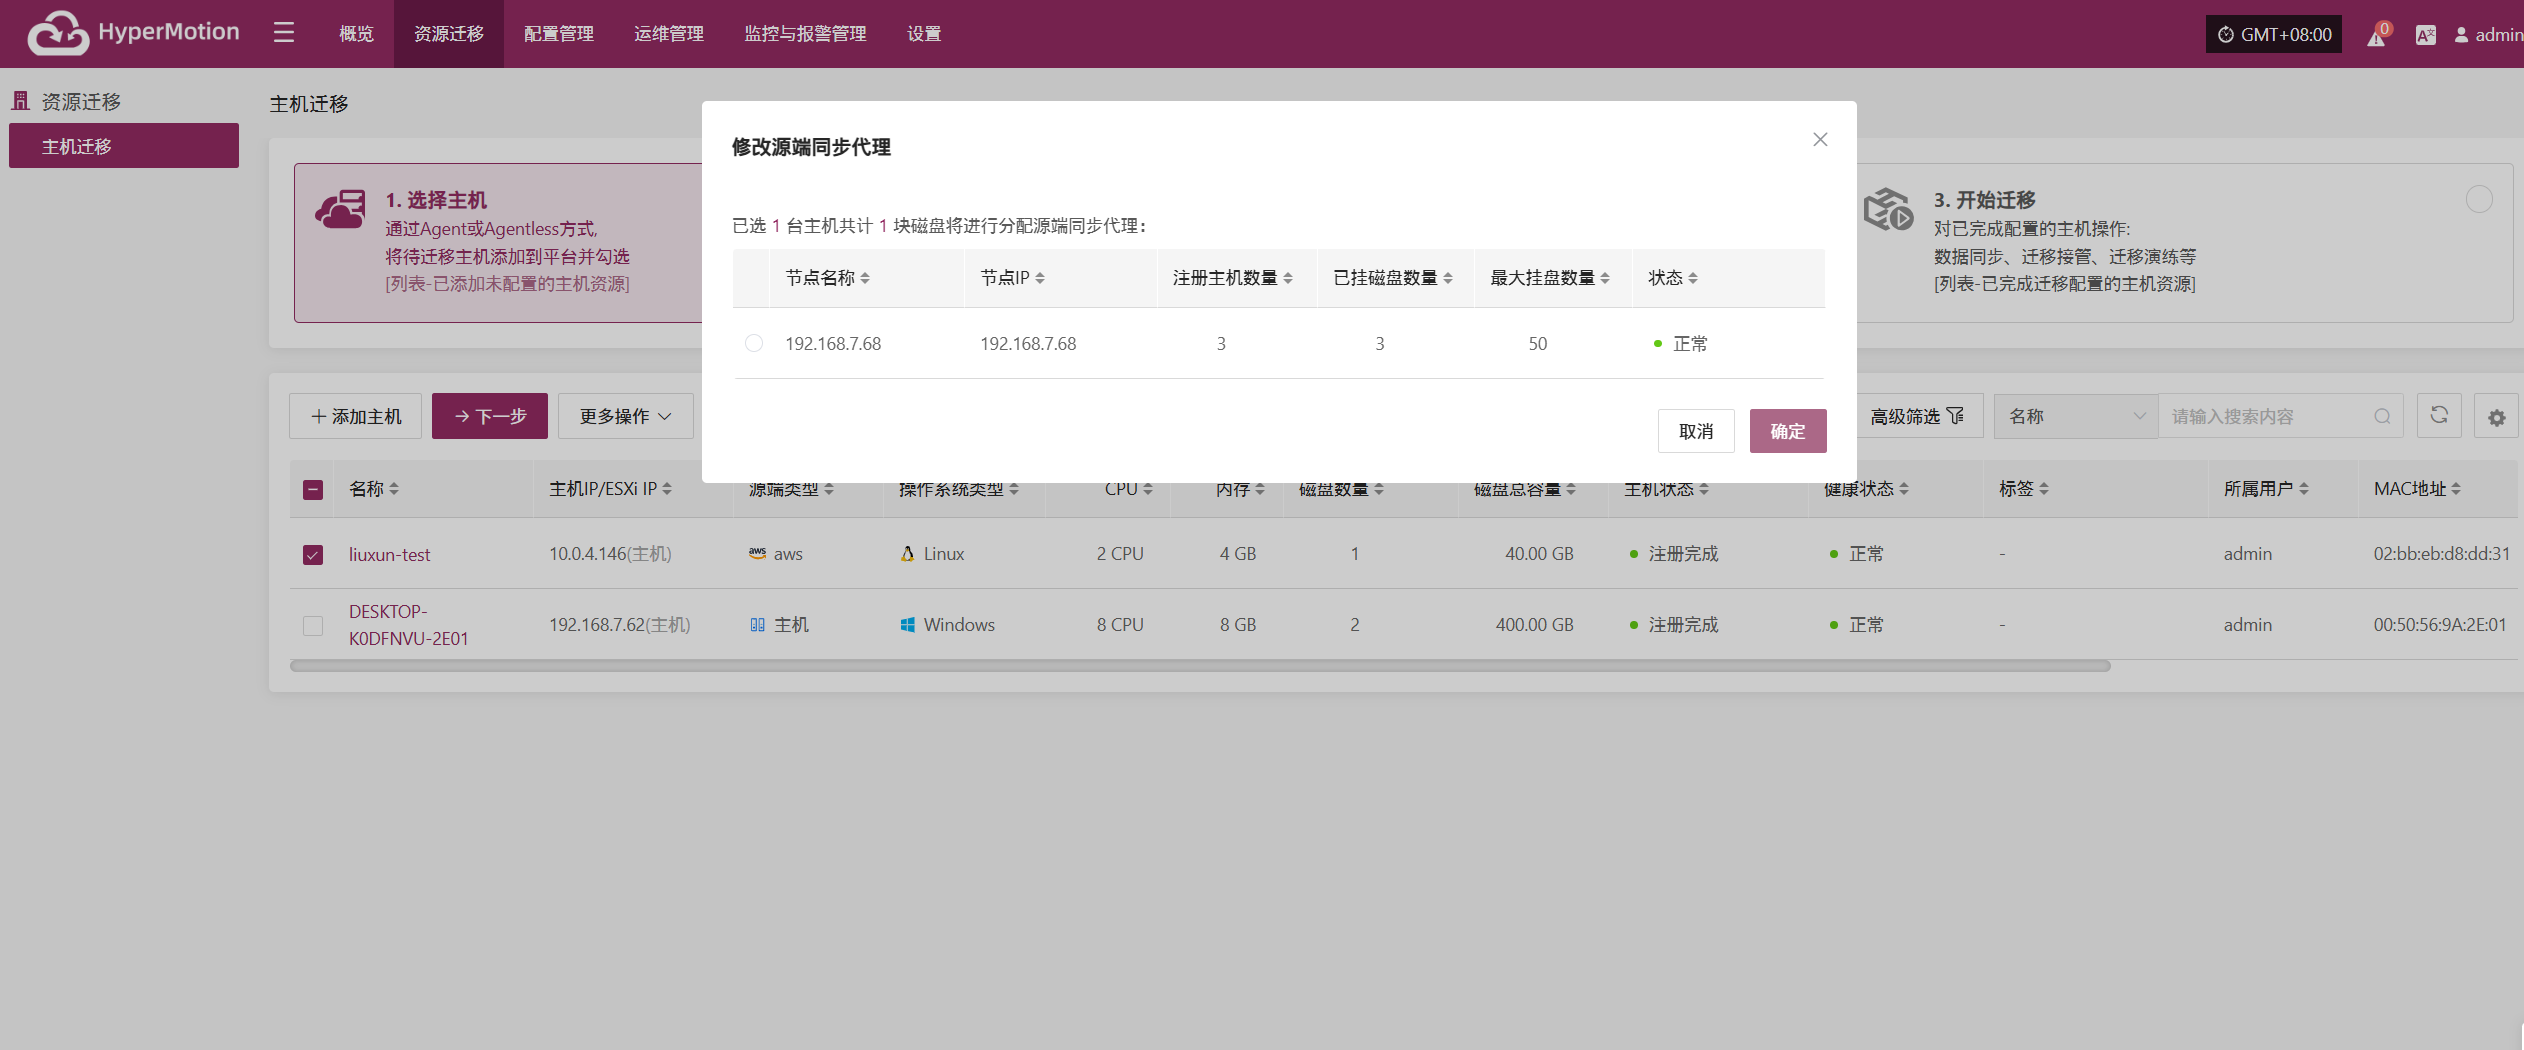 HyperMotion
概览
资源迁移
配置管理
运维管理
监控与报警管理
设置
GMT+08:00
0
admin
资源迁移
主机迁移
主机迁移
1. 选择主机
通过Agent或Agentless方式,
将待迁移主机添加到平台并勾选
[列表-已添加未配置的主机资源]
3. 开始迁移
对已完成配置的主机操作:
数据同步、迁移接管、迁移演练等
[列表-已完成迁移配置的主机资源]
修改源端同步代理
已选 1 台主机共计 1 块磁盘将进行分配源端同步代理：
节点名称 节点IP 注册主机数量 已挂磁盘数量 最大挂盘数量 状态
192.168.7.68 192.168.7.68 3 3 50 正常
取消 确定
添加主机 下一步 更多操作 高级筛选 名称 请输入搜索内容
名称 主机IP/ESXi IP 源端类型 操作系统类型 CPU 内存 磁盘数量 磁盘总容量 主机状态 健康状态 标签 所属用户 MAC地址
liuxun-test 10.0.4.146(主机) aws aws Linux 2 CPU 4 GB 1 40.00 GB 注册完成 正常 - admin 02:bb:eb:d8:dd:31
DESKTOP-
K0DFNVU-2E01 192.168.7.62(主机) 主机 Windows 8 CPU 8 GB 2 400.00 GB 注册完成 正常 - admin 00:50:56:9A:2E:01